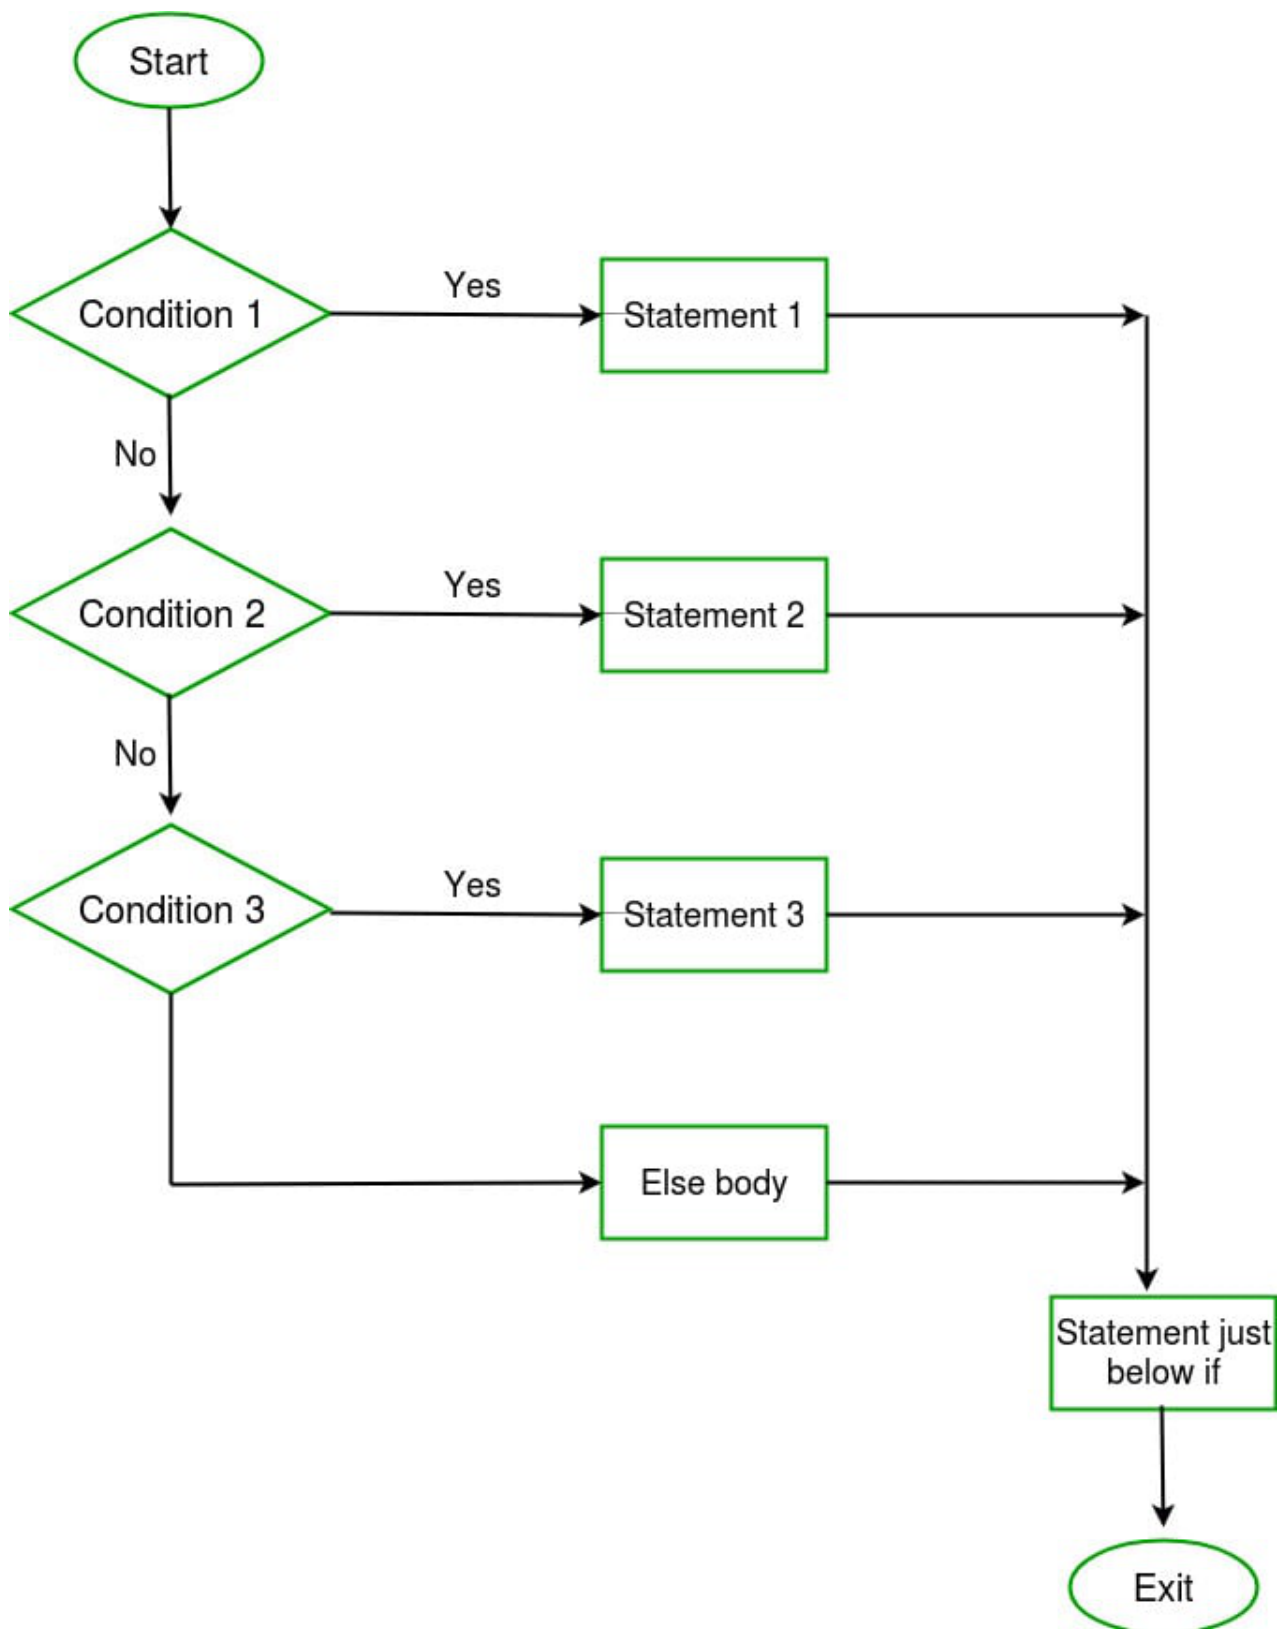 Start
Condition 1
Yes
Statement 1
No
Condition 2
Yes
Statement 2
No
Condition 3
Yes
Statement 3
Else body
Statement just
below if
Exit